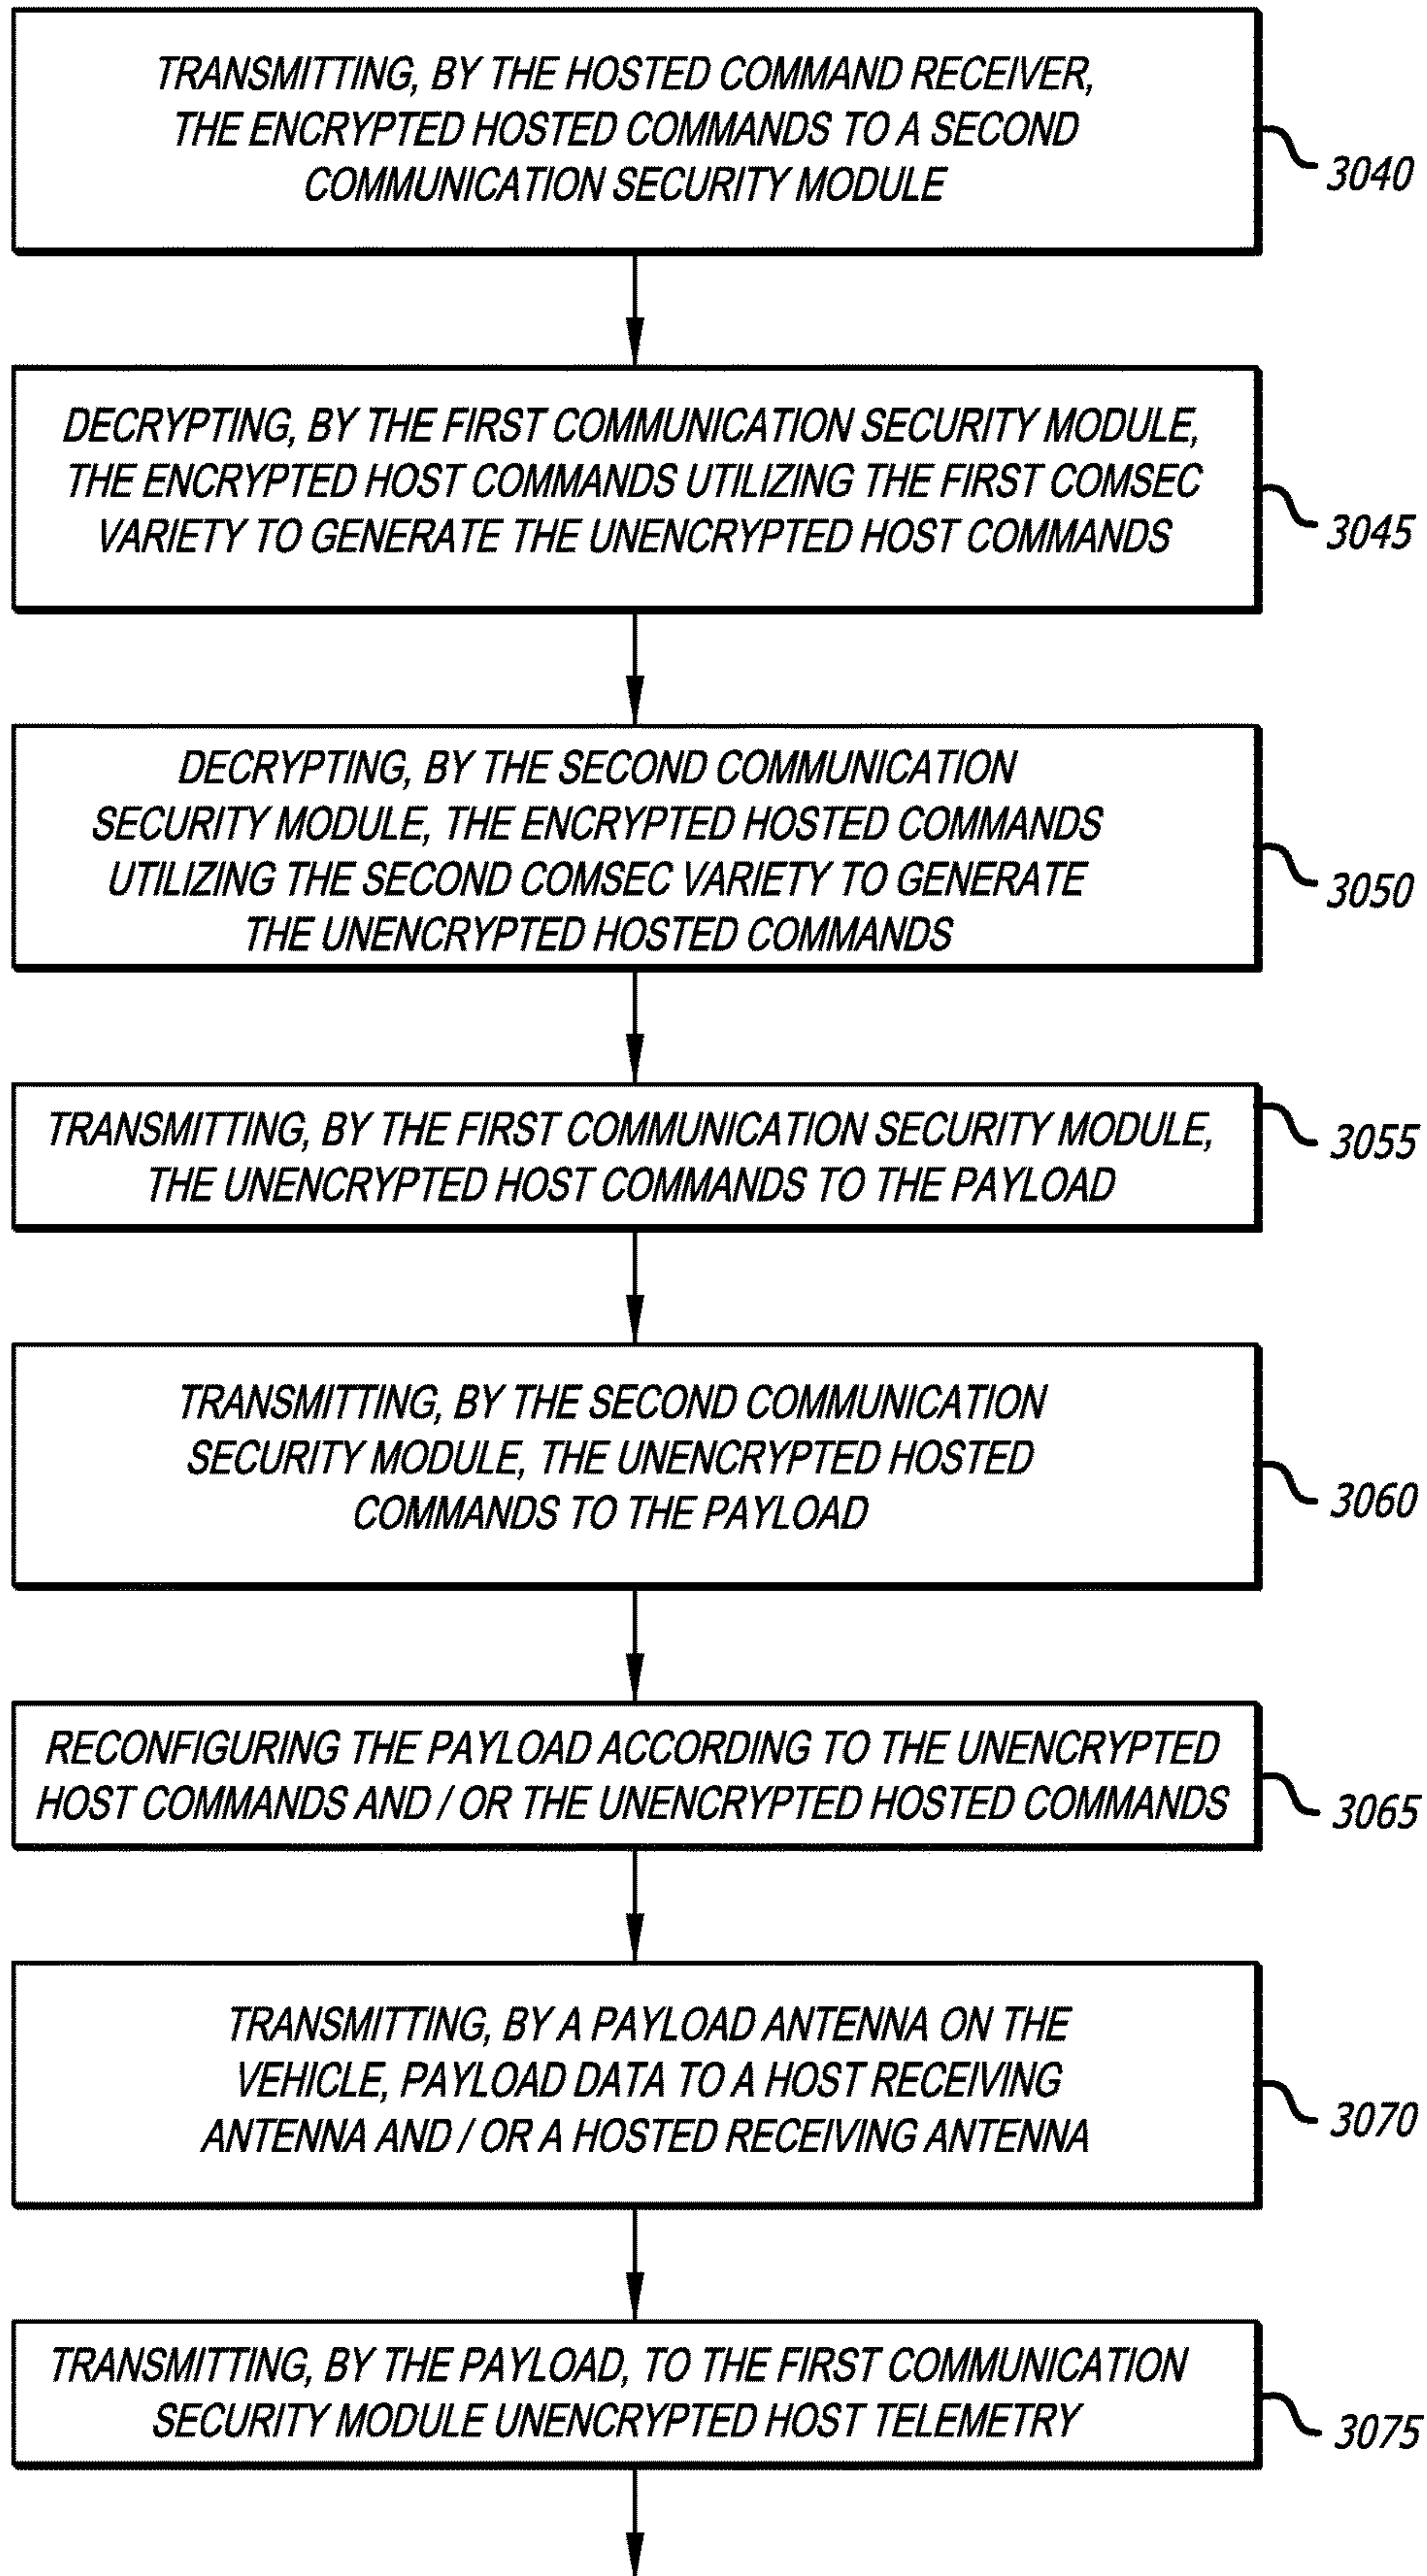 TRANSMITTING, BY THE HOSTED COMMAND RECEIVER,
THE ENCRYPTED HOSTED COMMANDS TO A SECOND
COMMUNICATION SECURITY MODULE
3040
DECRYPTING, BY THE FIRST COMMUNICATION SECURITY MODULE,
THE ENCRYPTED HOST COMMANDS UTILIZING THE FIRST COMSEC
VARIETY TO GENERATE THE UNENCRYPTED HOST COMMANDS
3045
DECRYPTING, BY THE SECOND COMMUNICATION
SECURITY MODULE, THE ENCRYPTED HOSTED COMMANDS
UTILIZING THE SECOND COMSEC VARIETY TO GENERATE
THE UNENCRYPTED HOSTED COMMANDS
3050
TRANSMITTING, BY THE FIRST COMMUNICATION SECURITY MODULE,
THE UNENCRYPTED HOST COMMANDS TO THE PAYLOAD
3055
TRANSMITTING, BY THE SECOND COMMUNICATION
SECURITY MODULE, THE UNENCRYPTED HOSTED
COMMANDS TO THE PAYLOAD
3060
RECONFIGURING THE PAYLOAD ACCORDING TO THE UNENCRYPTED
HOST COMMANDS AND / OR THE UNENCRYPTED HOSTED COMMANDS
3065
TRANSMITTING, BY A PAYLOAD ANTENNA ON THE
VEHICLE, PAYLOAD DATA TO A HOST RECEIVING
ANTENNA AND / OR A HOSTED RECEIVING ANTENNA
3070
TRANSMITTING, BY THE PAYLOAD, TO THE FIRST COMMUNICATION
SECURITY MODULE UNENCRYPTED HOST TELEMETRY
3075